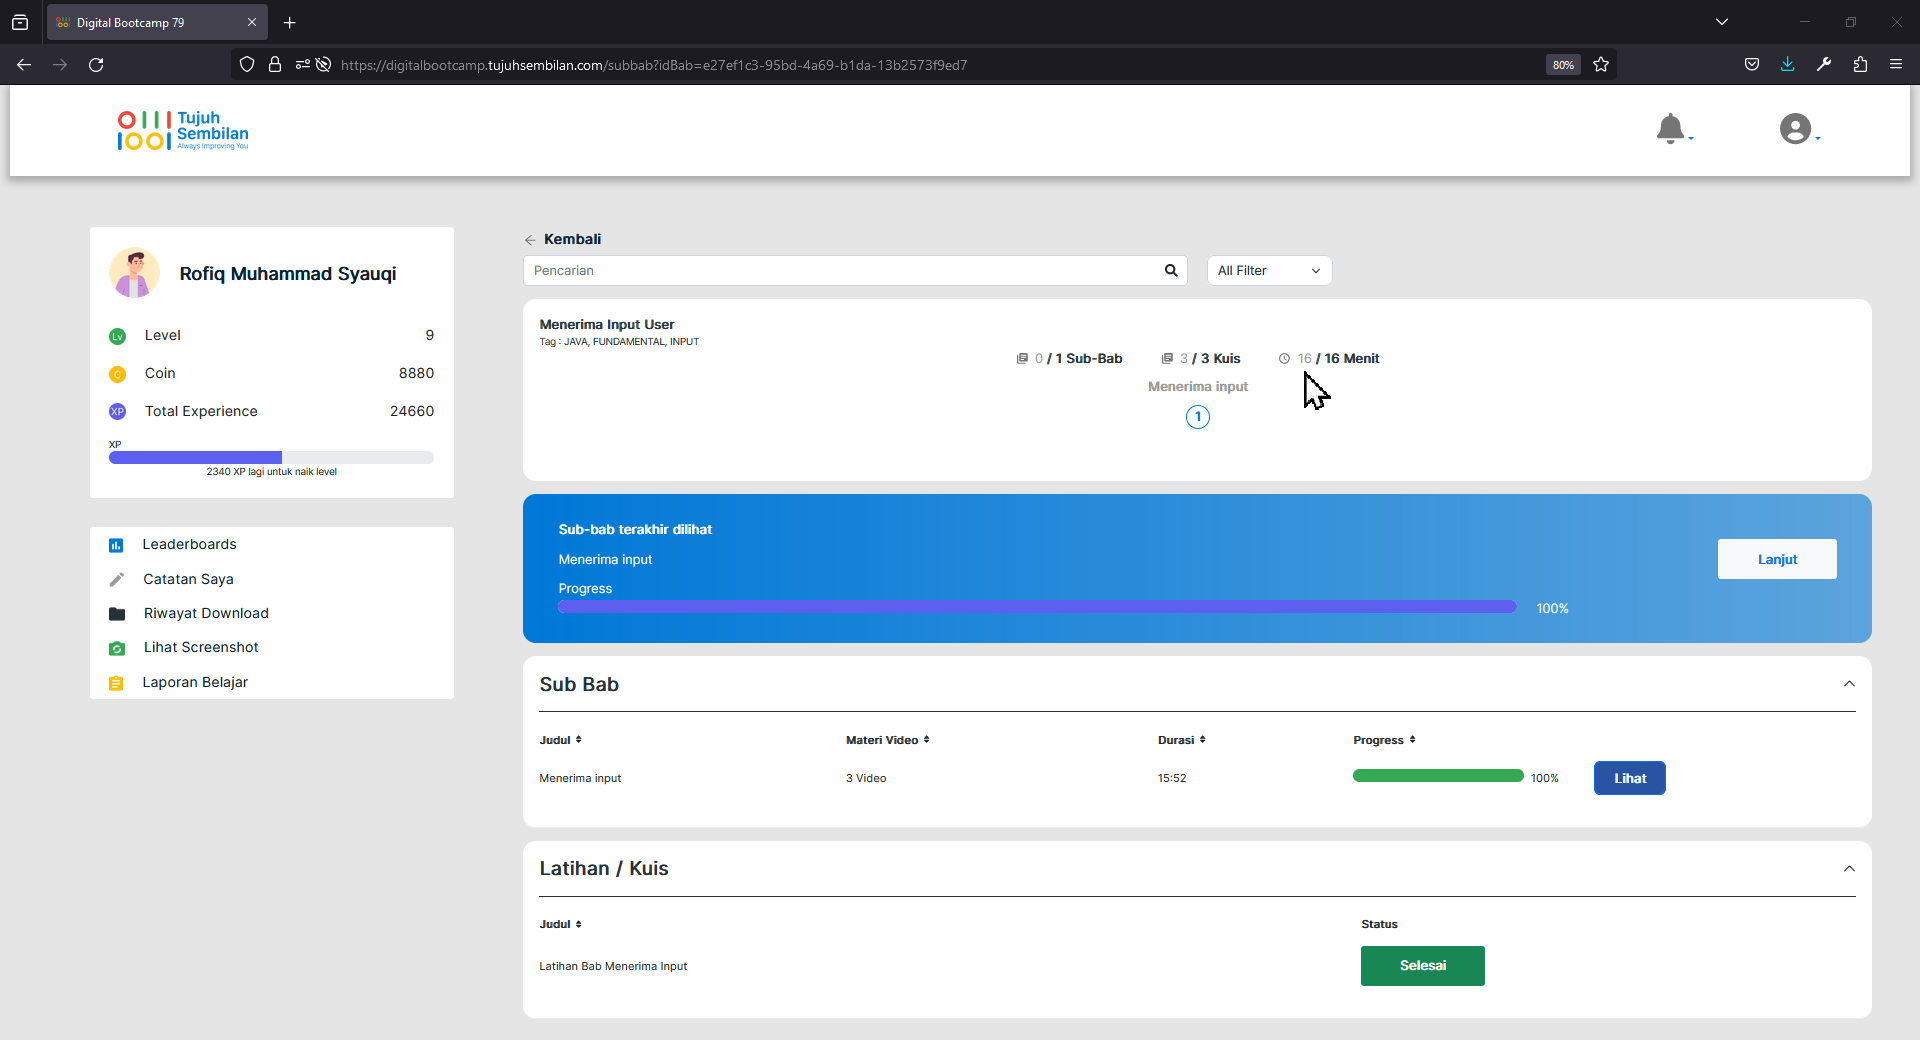 Digital Bootcamp 79
https://digitalbootcamp.tujuhsembilan.com/subbab?idBab=e27ef1c3-95bd-4a69-b1da-13b2573f9ed7
80%
Tujuh
Sembilan
Always Improving You
Rofiq Muhammad Syauqi
Lv Level 9
C Coin 8880
XP Total Experience 24660
XP
2340 XP lagi untuk naik level
Leaderboards
Catatan Saya
Riwayat Download
Lihat Screenshot
Laporan Belajar
Kembali
Pencarian
All Filter
Menerima Input User
Tag : JAVA, FUNDAMENTAL, INPUT
0 / 1 Sub-Bab 3 / 3 Kuis 16 / 16 Menit
Menerima input
1
Sub-bab terakhir dilihat
Menerima input
Progress
100%
Lanjut
Sub Bab
Judul Materi Video Durasi Progress
Menerima input 3 Video 15:52 100% Lihat
Latihan / Kuis
Judul Status
Latihan Bab Menerima Input Selesai